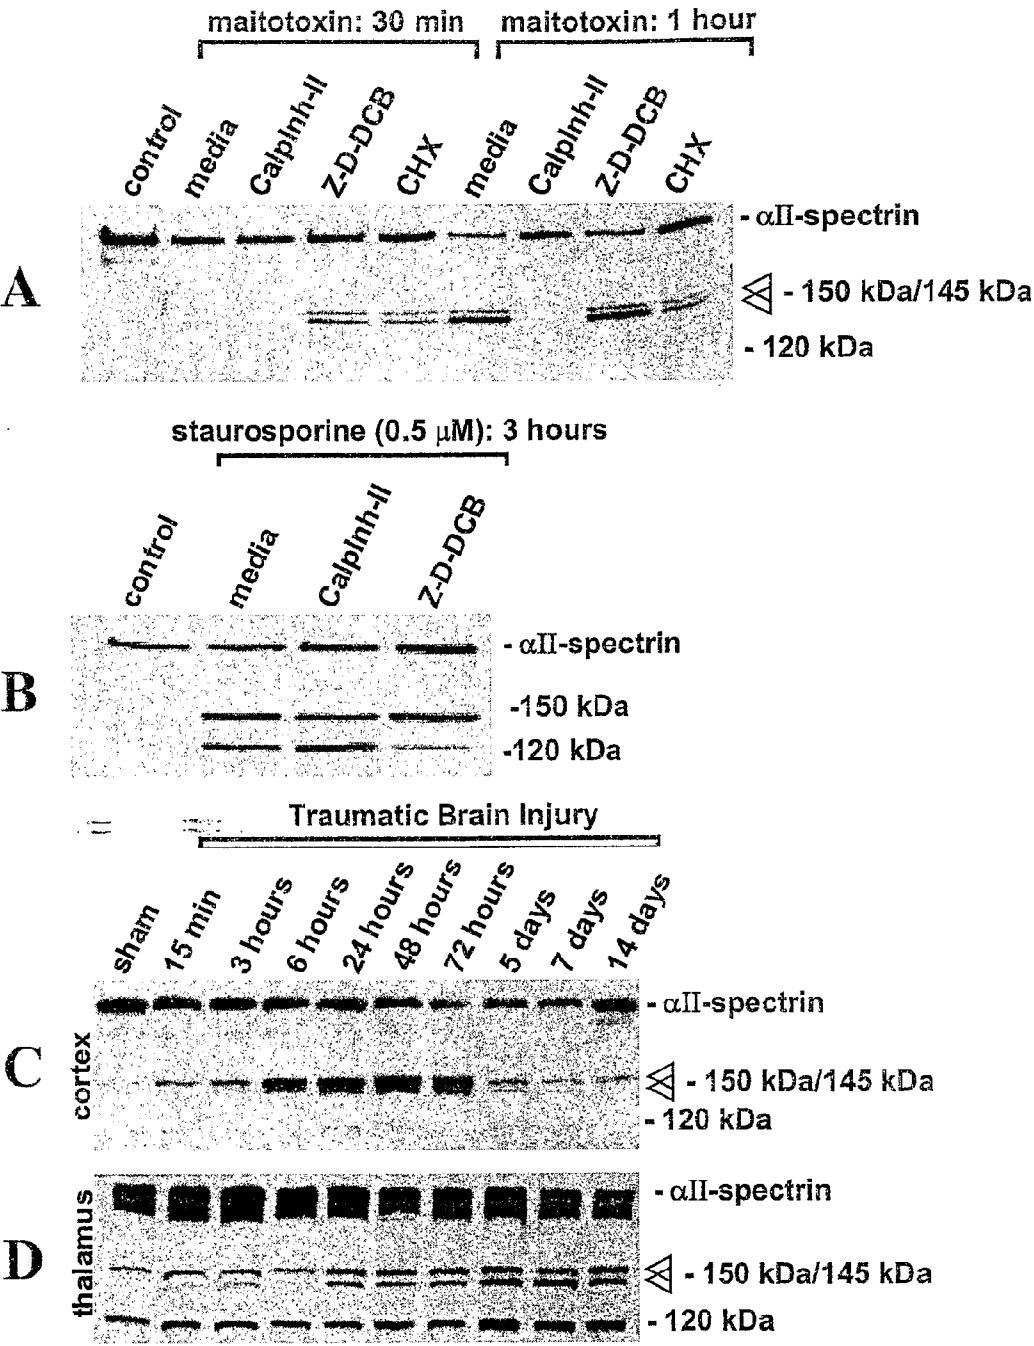 maitotoxin: 30 min maitotoxin: 1 hour
control media CalpInh-II Z-D-DCB CHX media CalpInh-II Z-D-DCB CHX
- αII-spectrin
A
- 150 kDa/145 kDa
- 120 kDa
staurosporine (0.5 μM): 3 hours
control media CalpInh-II Z-D-DCB
- αII-spectrin
B
-150 kDa
-120 kDa
Traumatic Brain Injury
sham 15 min 3 hours 6 hours 24 hours 48 hours 72 hours 5 days 7 days 14 days
- αII-spectrin
C
cortex
- 150 kDa/145 kDa
- 120 kDa
- αII-spectrin
D
thalamus
- 150 kDa/145 kDa
- 120 kDa